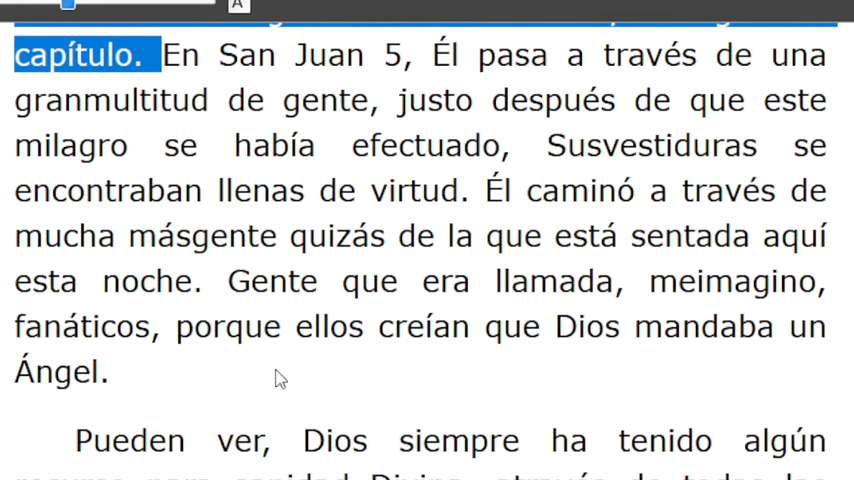 A
capítulo. En San Juan 5, Él pasa a través de una
granmultitud de gente, justo después de que este
milagro se había efectuado, Susvestiduras se
encontraban llenas de virtud. Él caminó a través de
mucha másgente quizás de la que está sentada aquí
esta noche. Gente que era llamada, meimagino,
fanáticos, porque ellos creían que Dios mandaba un
Ángel.
Pueden ver, Dios siempre ha tenido algún